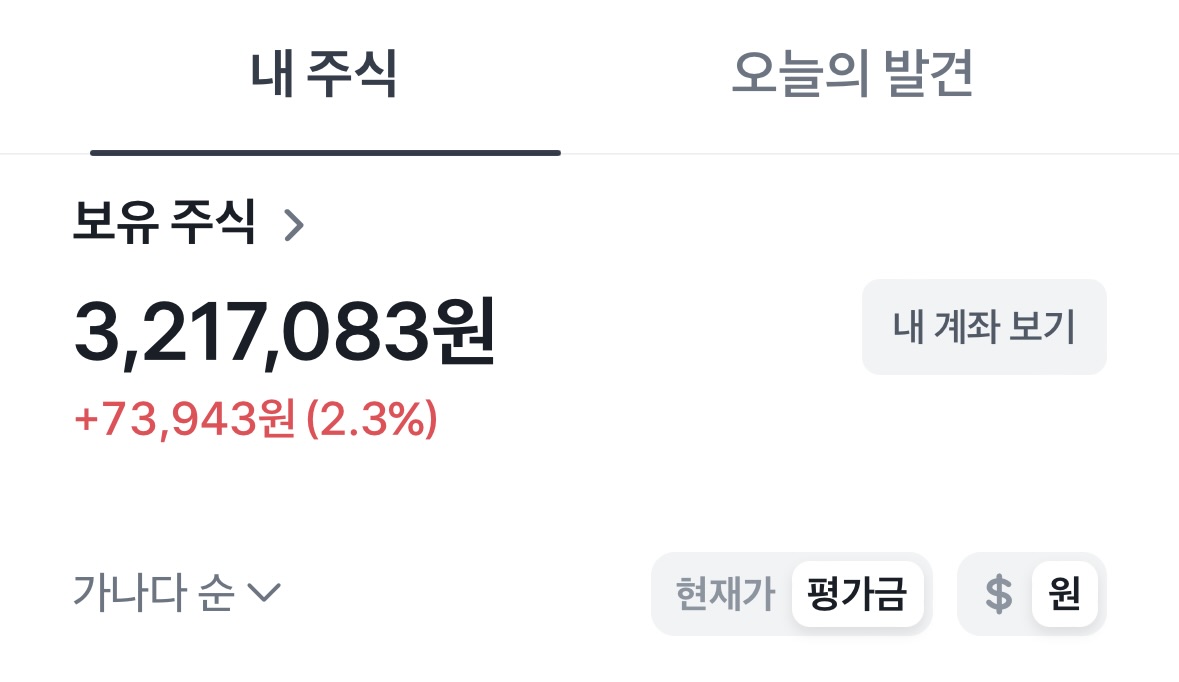 내 주식 오늘의 발견
보유 주식 >
3,217,083원
내 계좌 보기
+73,943원 (2.3%)
가나다 순
현재가 평가금 $ 원